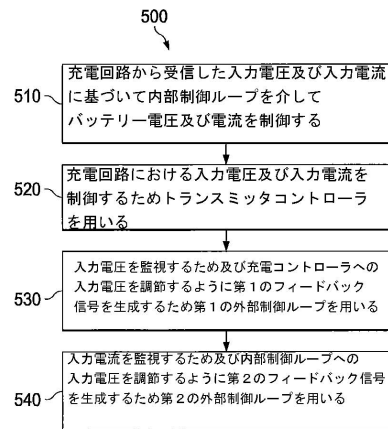 500
510
充電回路から受信した入力電圧及び入力電流
に基づいて内部制御ループを介して
バッテリー電圧及び電流を制御する
520
充電回路における入力電圧及び入力電流を
制御するためトランスミッタコントローラ
を用いる
530
入力電圧を監視するため及び充電コントローラへの
入力電圧を調節するように第1のフィードバック
信号を生成するため第1の外部制御ループを用いる
540
入力電流を監視するため及び内部制御ループへの
入力電圧を調節するように第2のフィードバック信号
を生成するため第2の外部制御ループを用いる